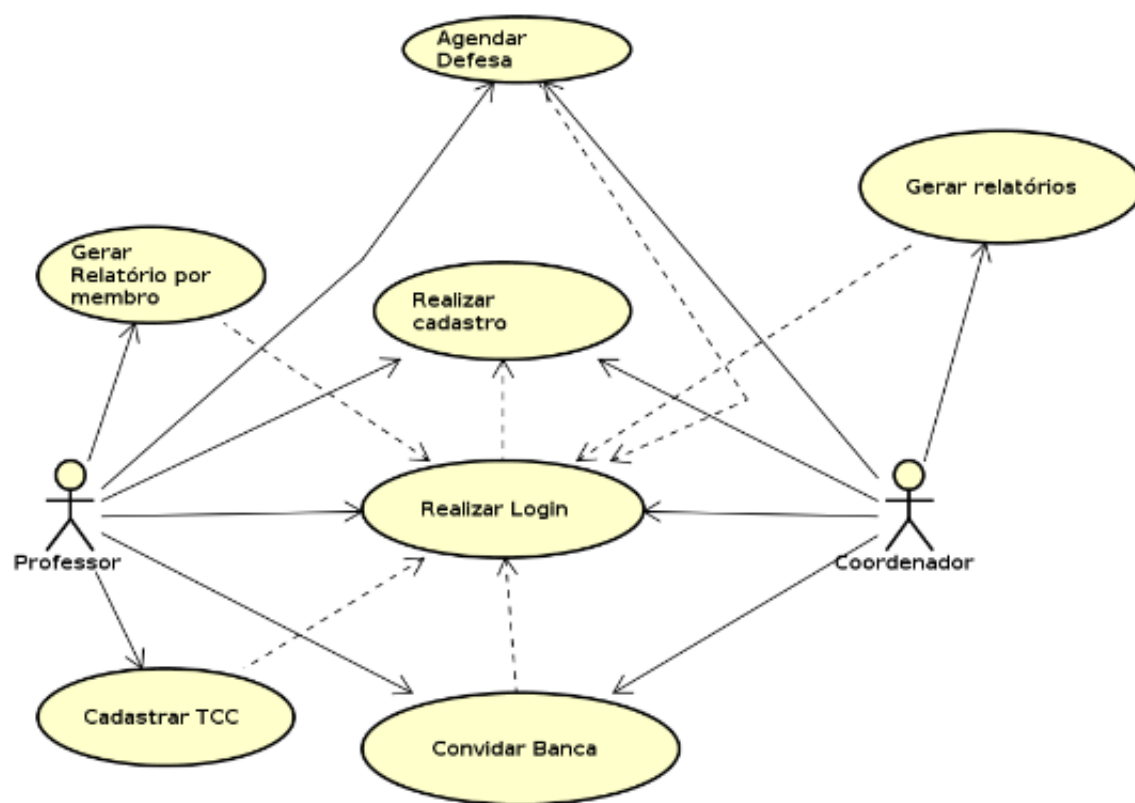 Agendar
Defesa
Gerar relatórios
Gerar
Relatório por
membro
Realizar
cadastro
Realizar Login
Professor
Coordenador
Cadastrar TCC
Convidar Banca